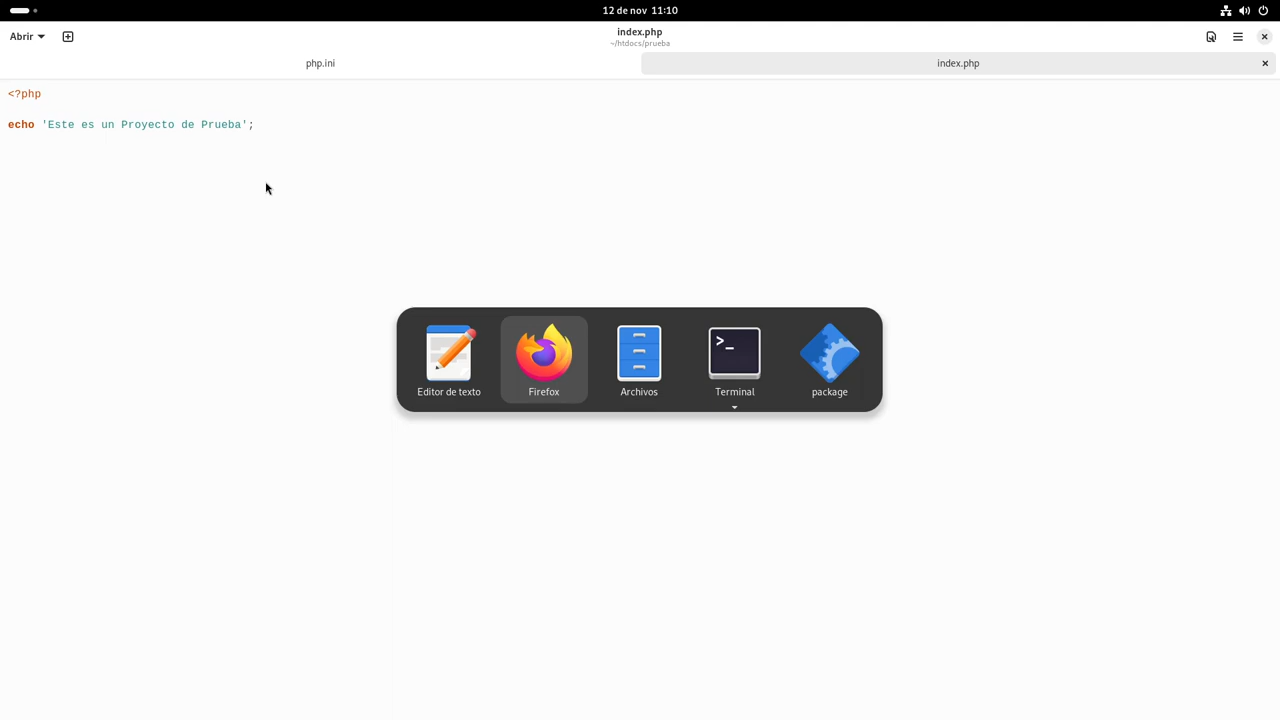 12 de nov 11:10
Abrir
index.php
~/htdocs/prueba
php.ini
index.php
<?php
echo 'Este es un Proyecto de Prueba';
>_
Editor de texto
Firefox
Archivos
Terminal
package